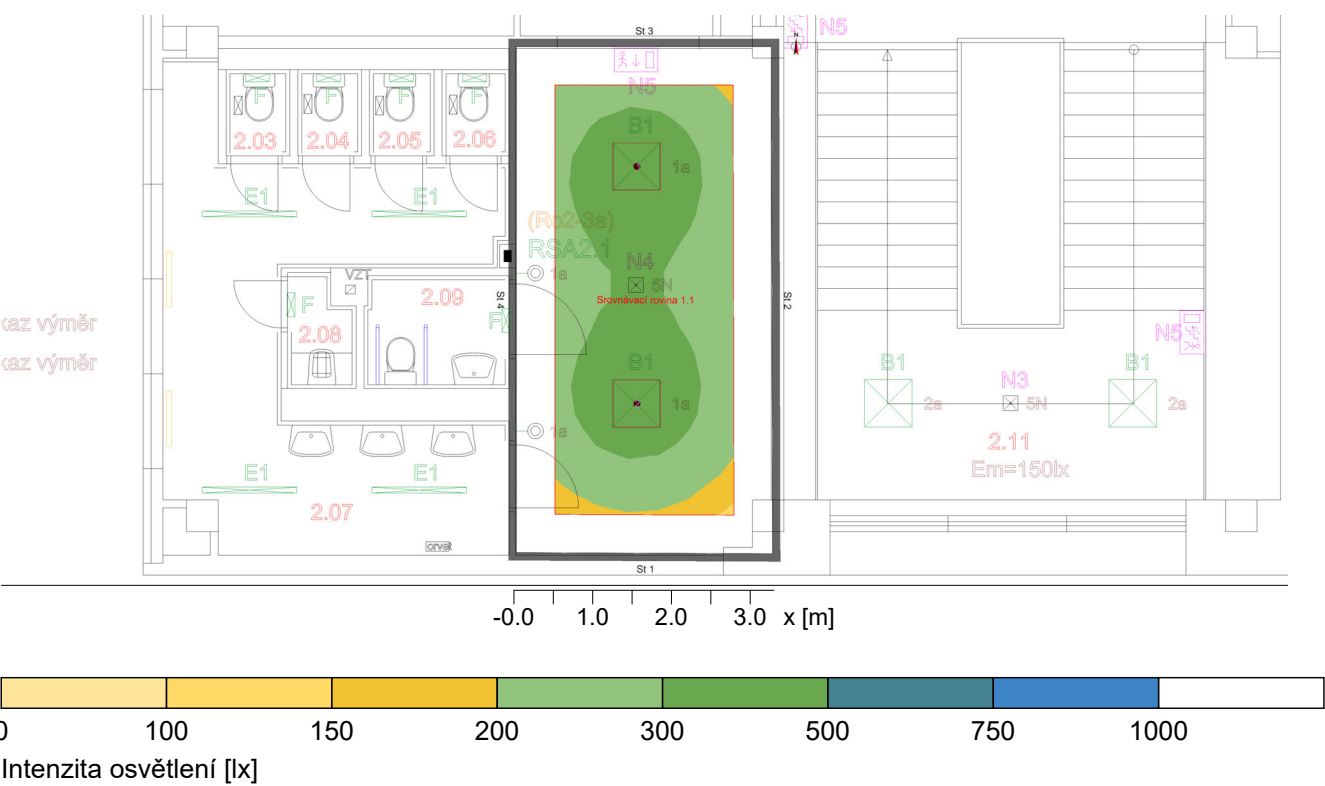 St 3
N5
N5
F F F F
B1
2.03 2.04 2.05 2.06
1a
E1 E1
(Ro2-3a)
RSA2.1
N4
VZT
1a
5N
2.09
St 4
Srovnávací rovina 1.1
St 2
F
F
2.08
kaz výměr
N5
kaz výměr
B1
B1
B1
N3
1a
2a
5N
2a
1a
2.11
Em=150lx
E1 E1
2.07
St 1
-0.0 1.0 2.0 3.0 x [m]
0 100 150 200 300 500 750 1000
Intenzita osvětlení [lx]